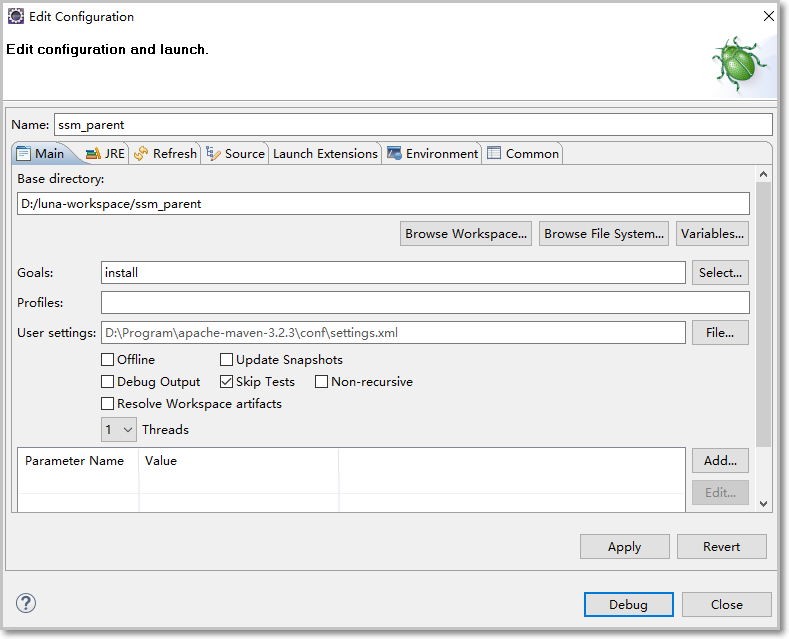 Edit Configuration
Edit configuration and launch.
Name: ssm_parent
Main JRE Refresh Source Launch Extensions Environment Common
Base directory:
D:/luna-workspace/ssm_parent
Browse Workspace... Browse File System... Variables...
Goals: install Select...
Profiles:
User settings: D:\Program\apache-maven-3.2.3\conf\settings.xml File...
Offline Update Snapshots
Debug Output Skip Tests Non-recursive
Resolve Workspace artifacts
1 Threads
Parameter Name Value Add...
Edit...
Apply Revert
? Debug Close